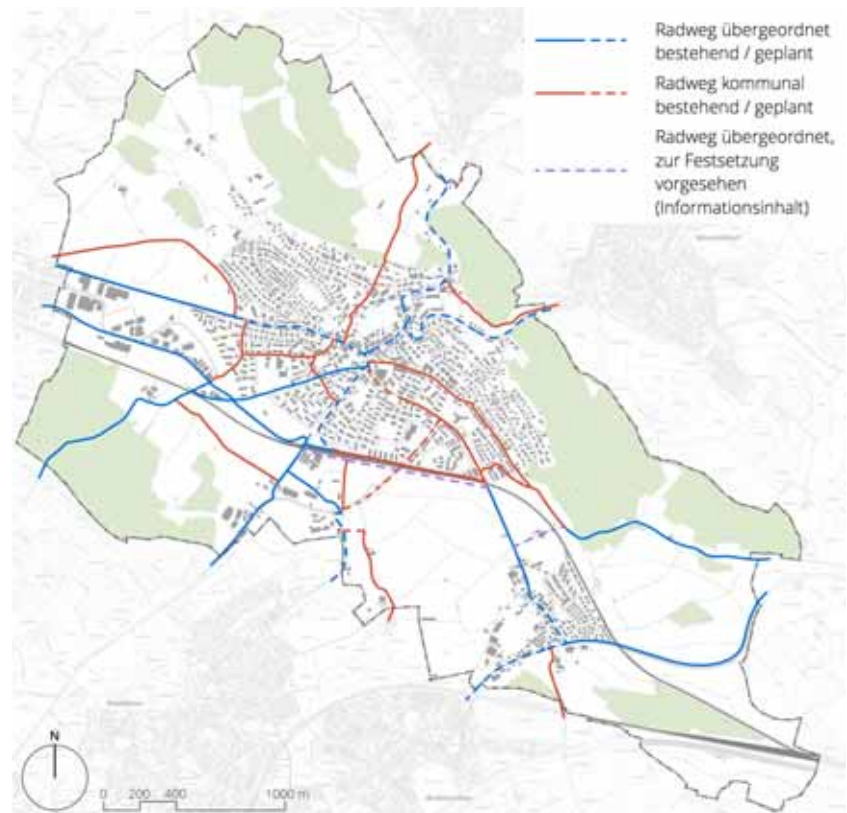 Radweg übergeordnet
bestehend / geplant
Radweg kommunal
bestehend / geplant
Radweg übergeordnet,
zur Festsetzung
vorgesehen
(Informationsinhalt)
N
0 200 400 1000 m